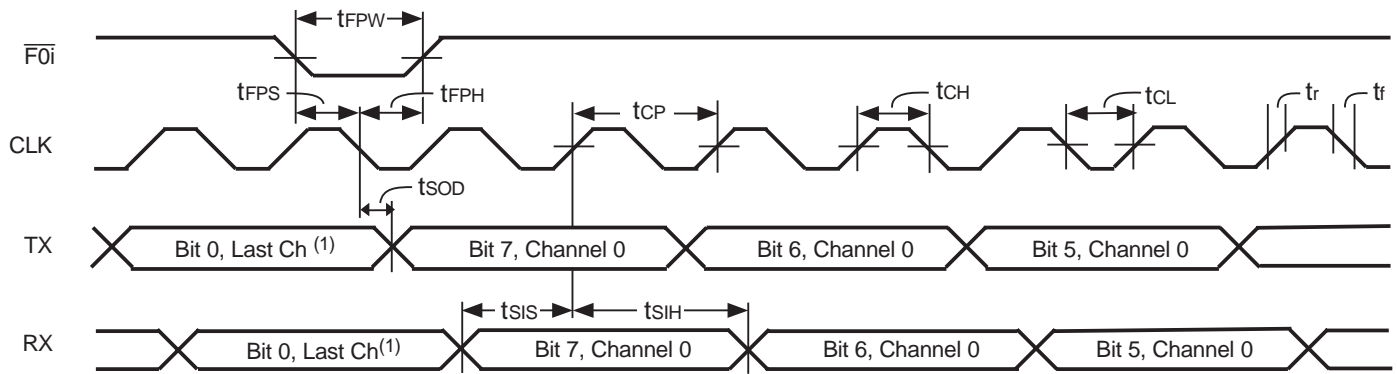 tFPW
F0i
tFPS
tFPH
tCP
tCH
tCL
tr
tf
CLK
tSOD
TX
Bit 0, Last Ch (1)
Bit 7, Channel 0
Bit 6, Channel 0
Bit 5, Channel 0
tSIS
tSIH
RX
Bit 0, Last Ch(1)
Bit 7, Channel 0
Bit 6, Channel 0
Bit 5, Channel 0